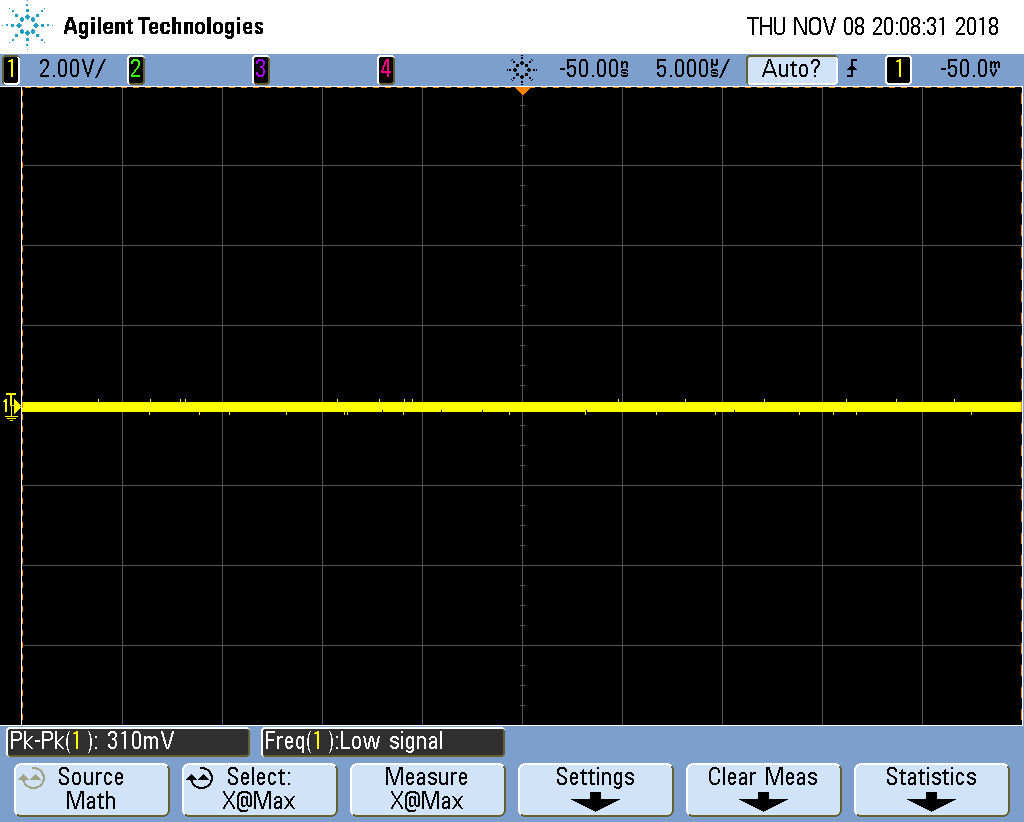 Agilent Technologies THU NOV 08 20:08:31 2018
1 2.00V/ 2 3 4 -50.00ns 5.000us/ Auto? 1 -50.0mV
1
Pk-Pk(1): 310mV Freq(1):Low signal
Source
Math
Select:
X@Max
Measure
X@Max
Settings
Clear Meas
Statistics